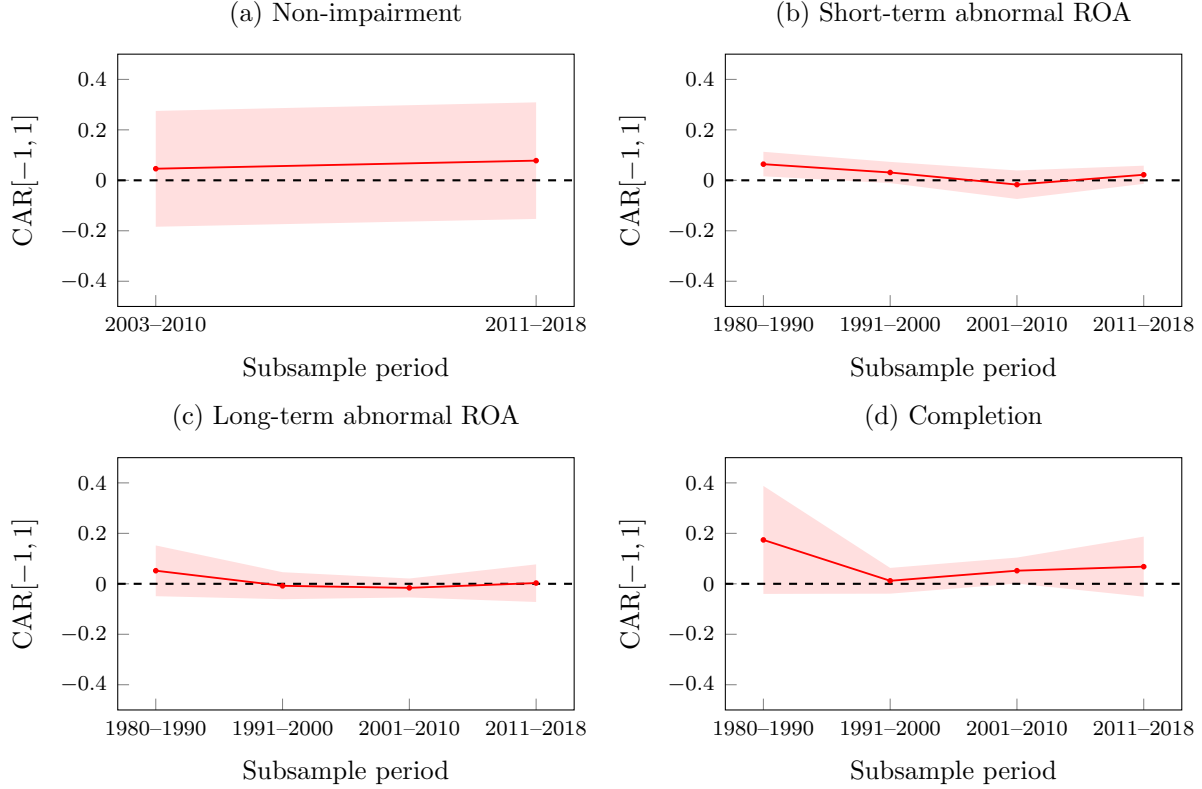 (a) Non-impairment
CAR[−1, 1]
0.4
0.2
0
−0.2
−0.4
2003–2010 2011–2018
Subsample period
(b) Short-term abnormal ROA
CAR[−1, 1]
0.4
0.2
0
−0.2
−0.4
1980–1990 1991–2000 2001–2010 2011–2018
Subsample period
(c) Long-term abnormal ROA
CAR[−1, 1]
0.4
0.2
0
−0.2
−0.4
1980–1990 1991–2000 2001–2010 2011–2018
Subsample period
(d) Completion
CAR[−1, 1]
0.4
0.2
0
−0.2
−0.4
1980–1990 1991–2000 2001–2010 2011–2018
Subsample period